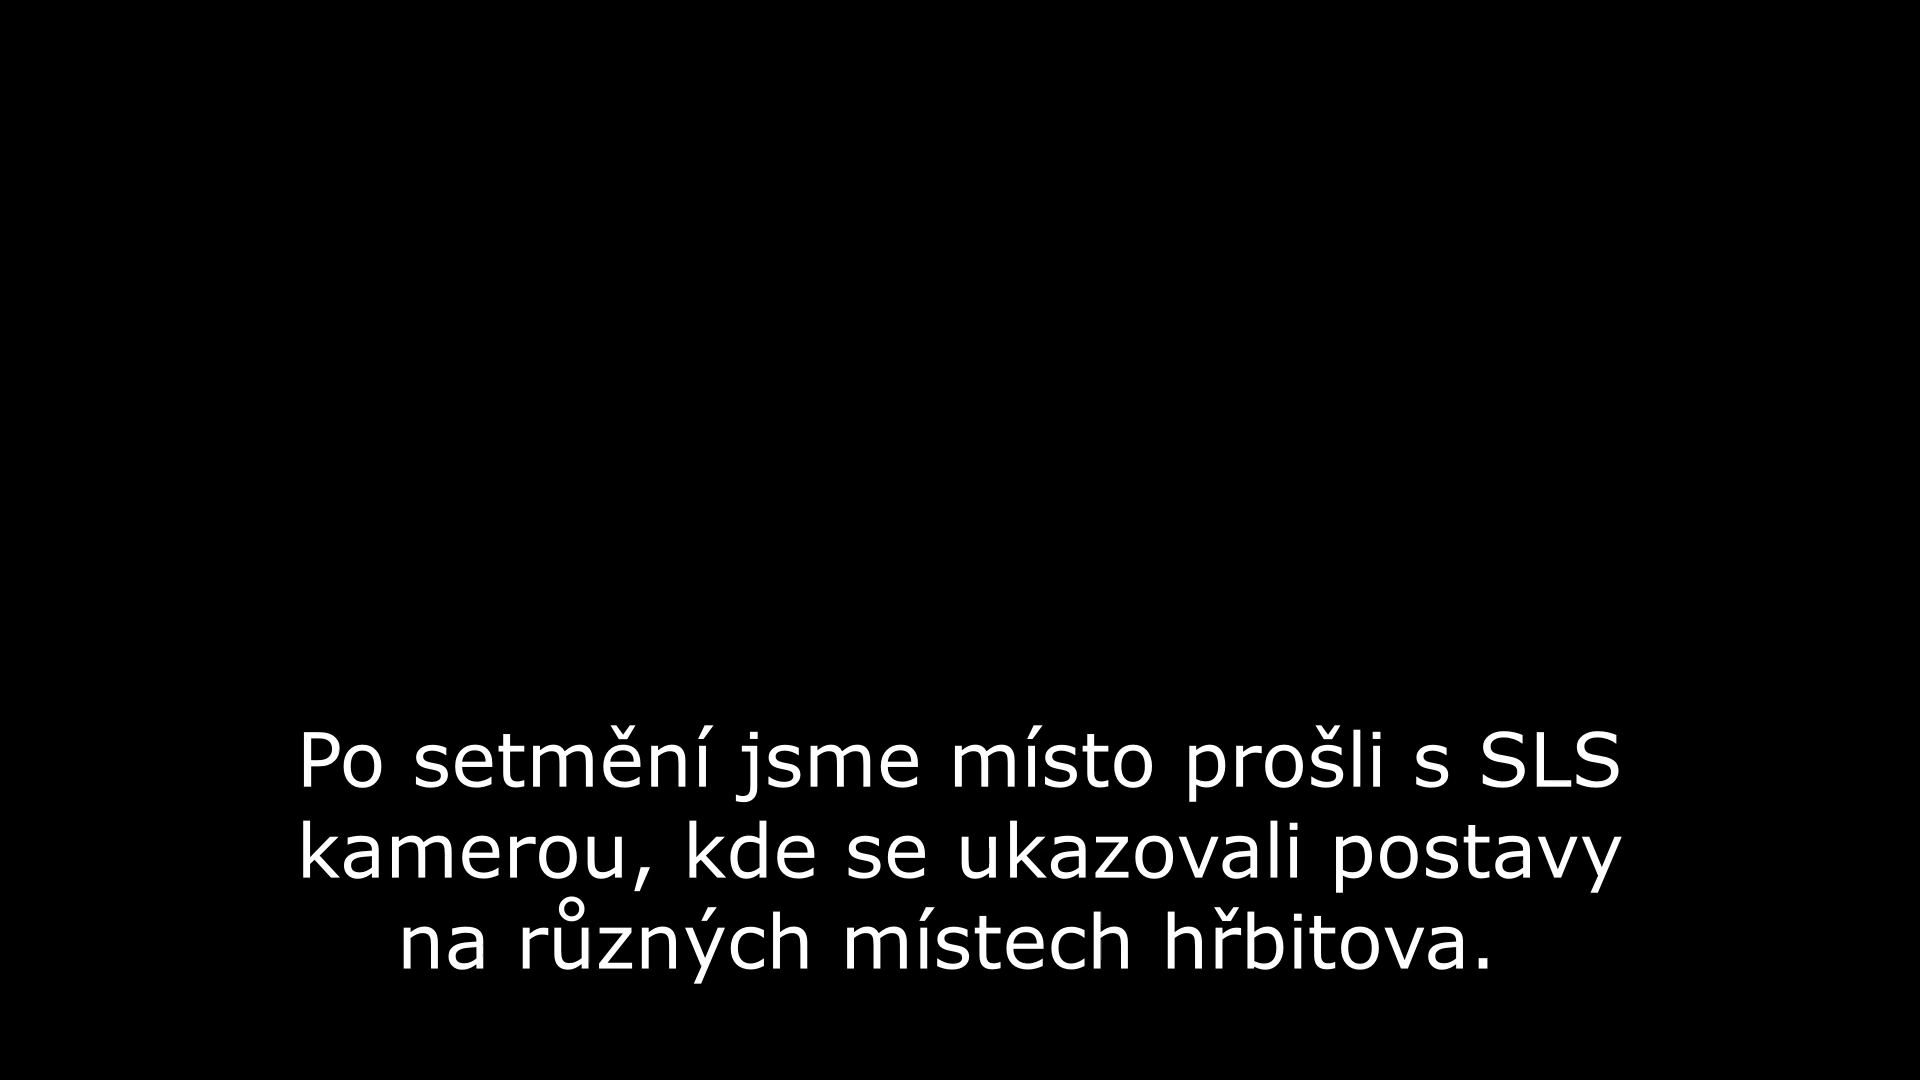 Po setmění jsme místo prošli s SLS
kamerou, kde se ukazovali postavy
na různých místech hřbitova.